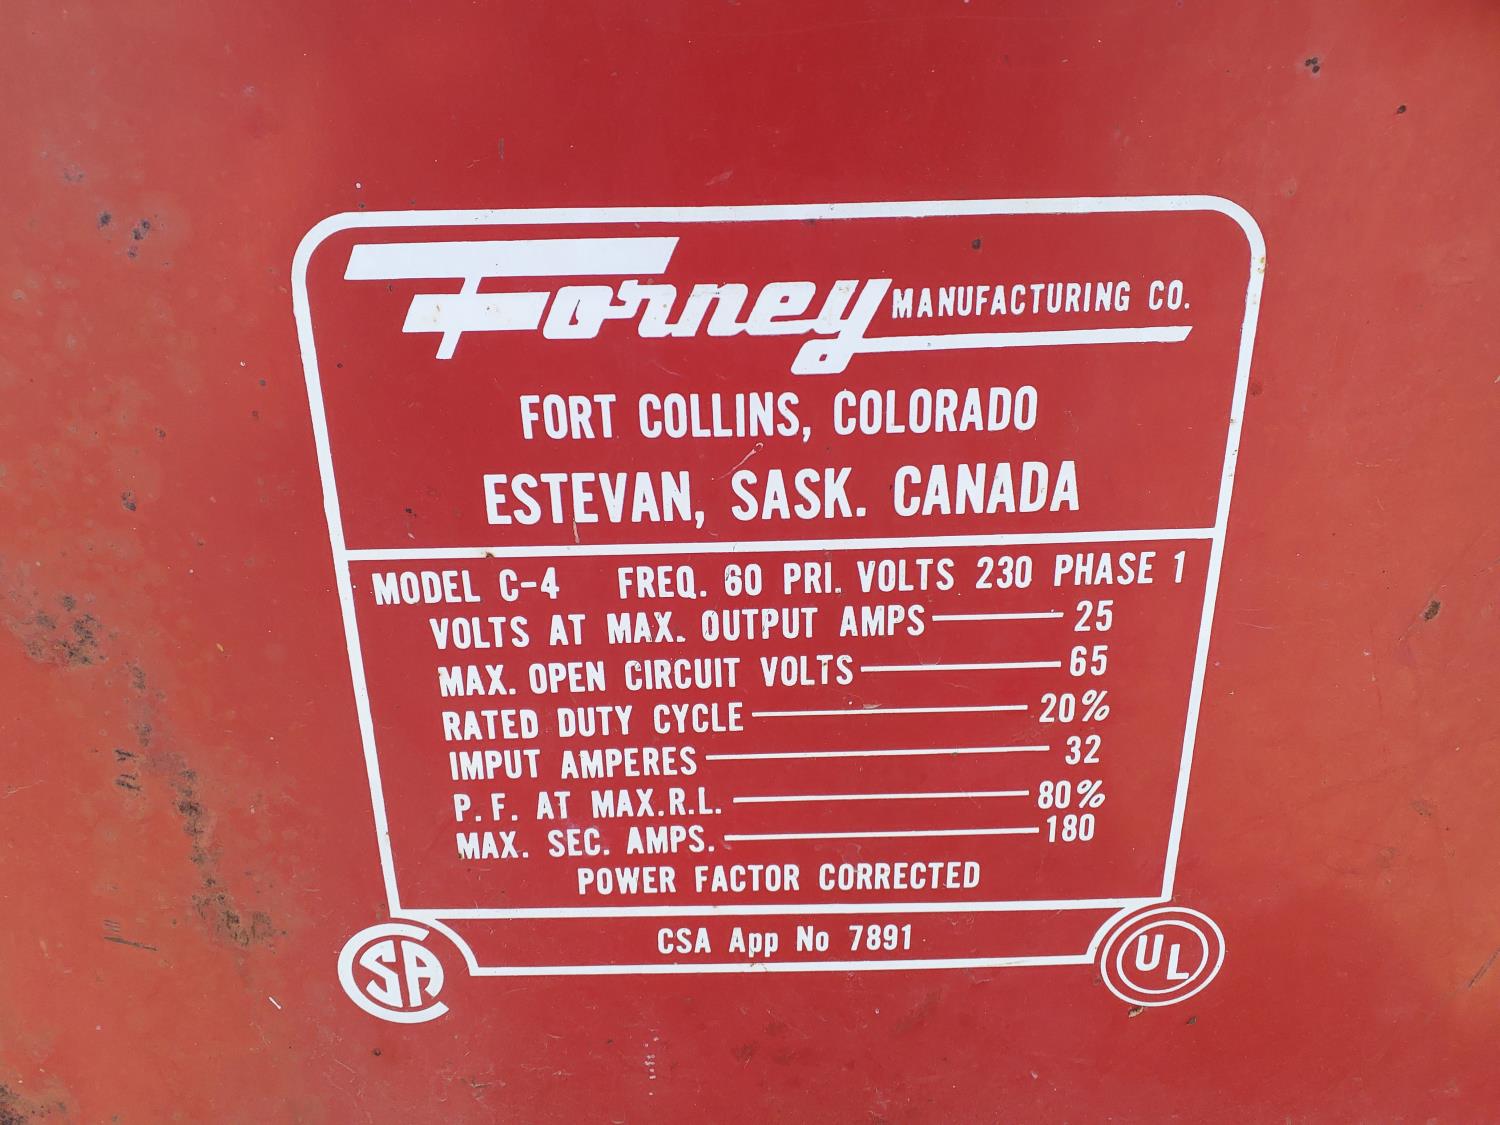 Forney MANUFACTURING CO.
FORT COLLINS, COLORADO
ESTEVAN, SASK. CANADA
MODEL C-4 FREQ. 60 PRI. VOLTS 230 PHASE 1
VOLTS AT MAX. OUTPUT AMPS 25
MAX. OPEN CIRCUIT VOLTS 65
RATED DUTY CYCLE 20%
IMPUT AMPERES 32
P.F. AT MAX.R.L. 80%
MAX. SEC. AMPS. 180
POWER FACTOR CORRECTED
CSA App No 7891
CSA
UL